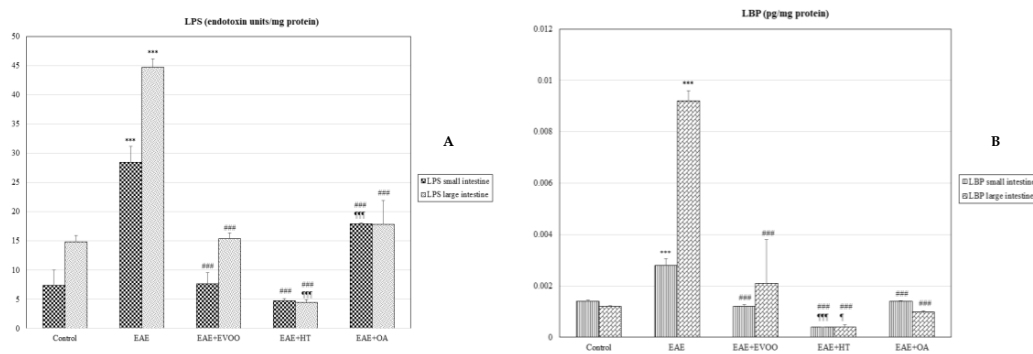 LPS (endotoxin units/mg protein)
50
45
40
35
30
25
20
15
10
5
0
***
***
###
###
###
###
¶¶¶
###
¶¶¶
###
Control
EAE
EAE+EVOO
EAE+HT
EAE+OA
A
LPS small intestine
LPS large intestine
LBP (pg/mg protein)
0.012
0.01
0.008
0.006
0.004
0.002
0
***
***
###
###
###
¶¶¶
###
¶
###
###
Control
EAE
EAE+EVOO
EAE+HT
EAE+OA
B
LBP small intestine
LBP large intestine